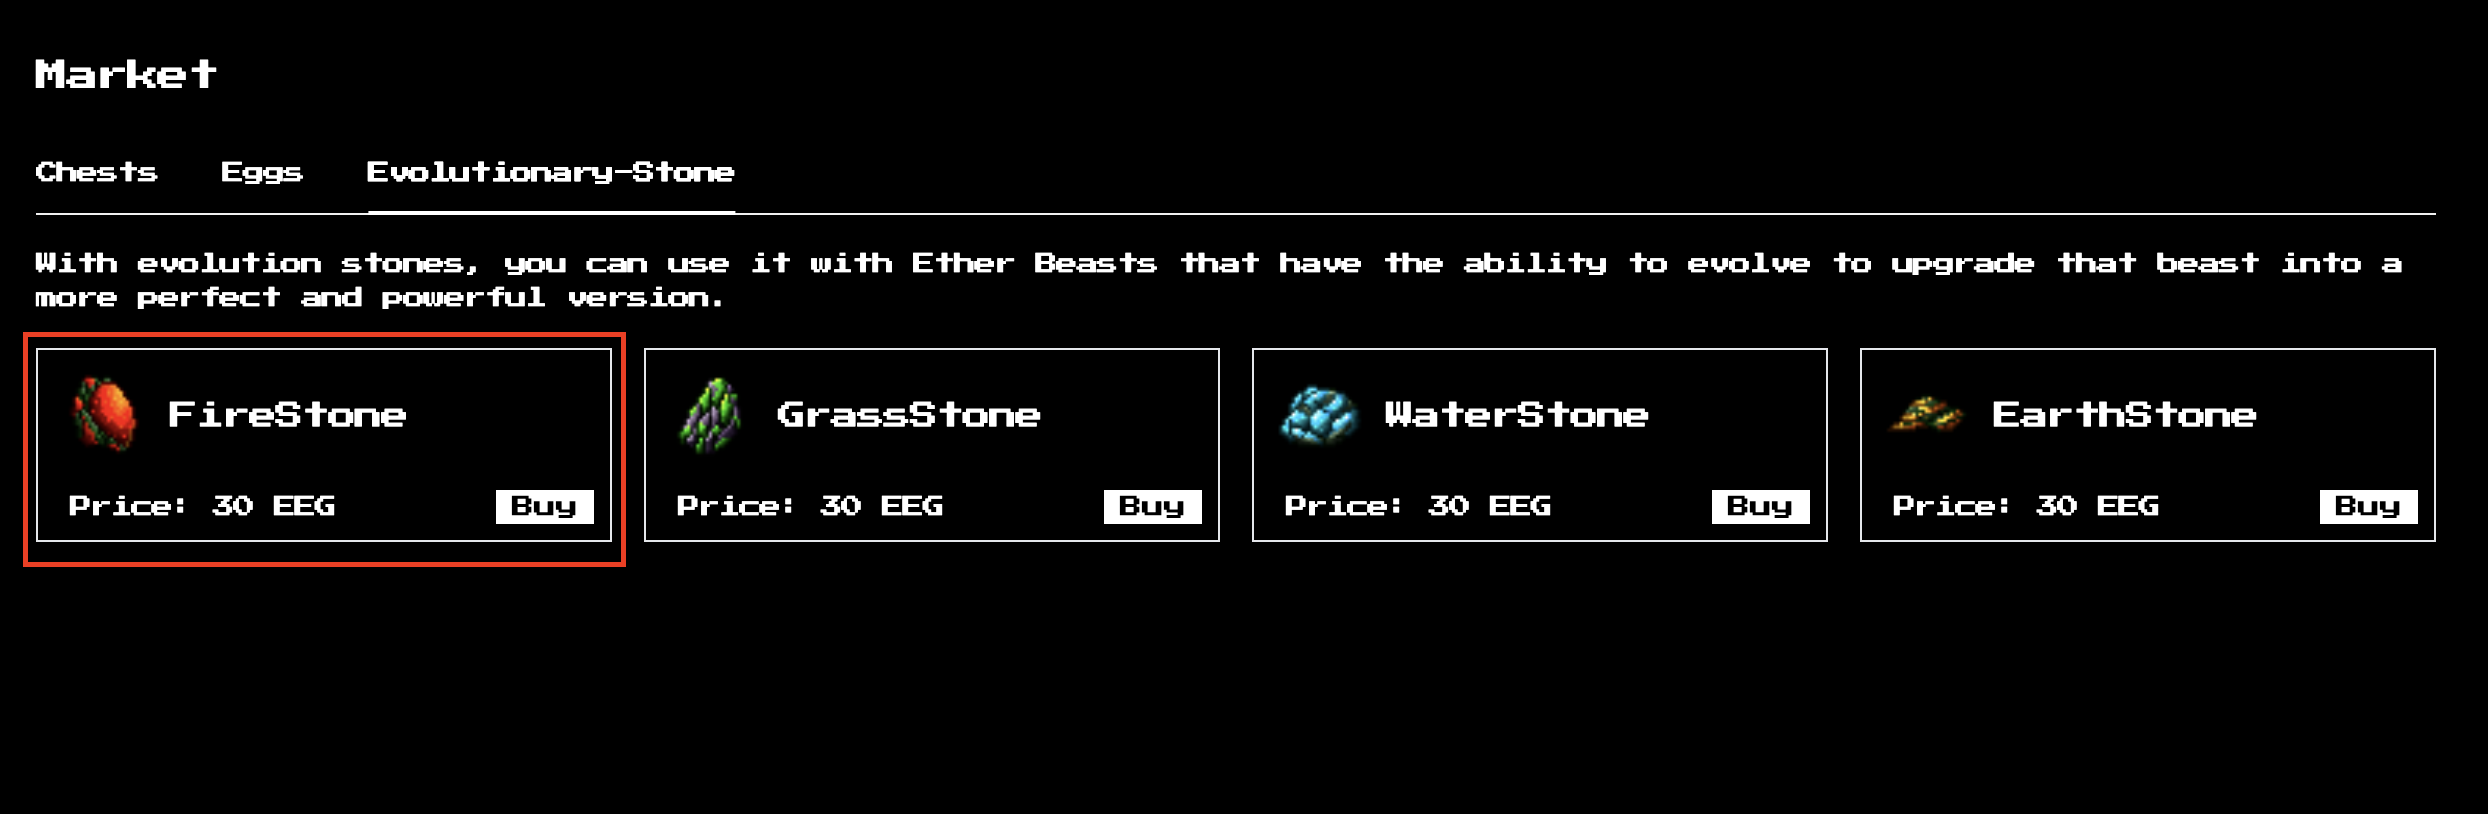 Market
Chests Eggs Evolutionary-Stone
With evolution stones, you can use it with Ether Beasts that have the ability to evolve to upgrade that beast into a
more perfect and powerful version.
FireStone
Price: 30 EEG Buy
GrassStone
Price: 30 EEG Buy
WaterStone
Price: 30 EEG Buy
EarthStone
Price: 30 EEG Buy